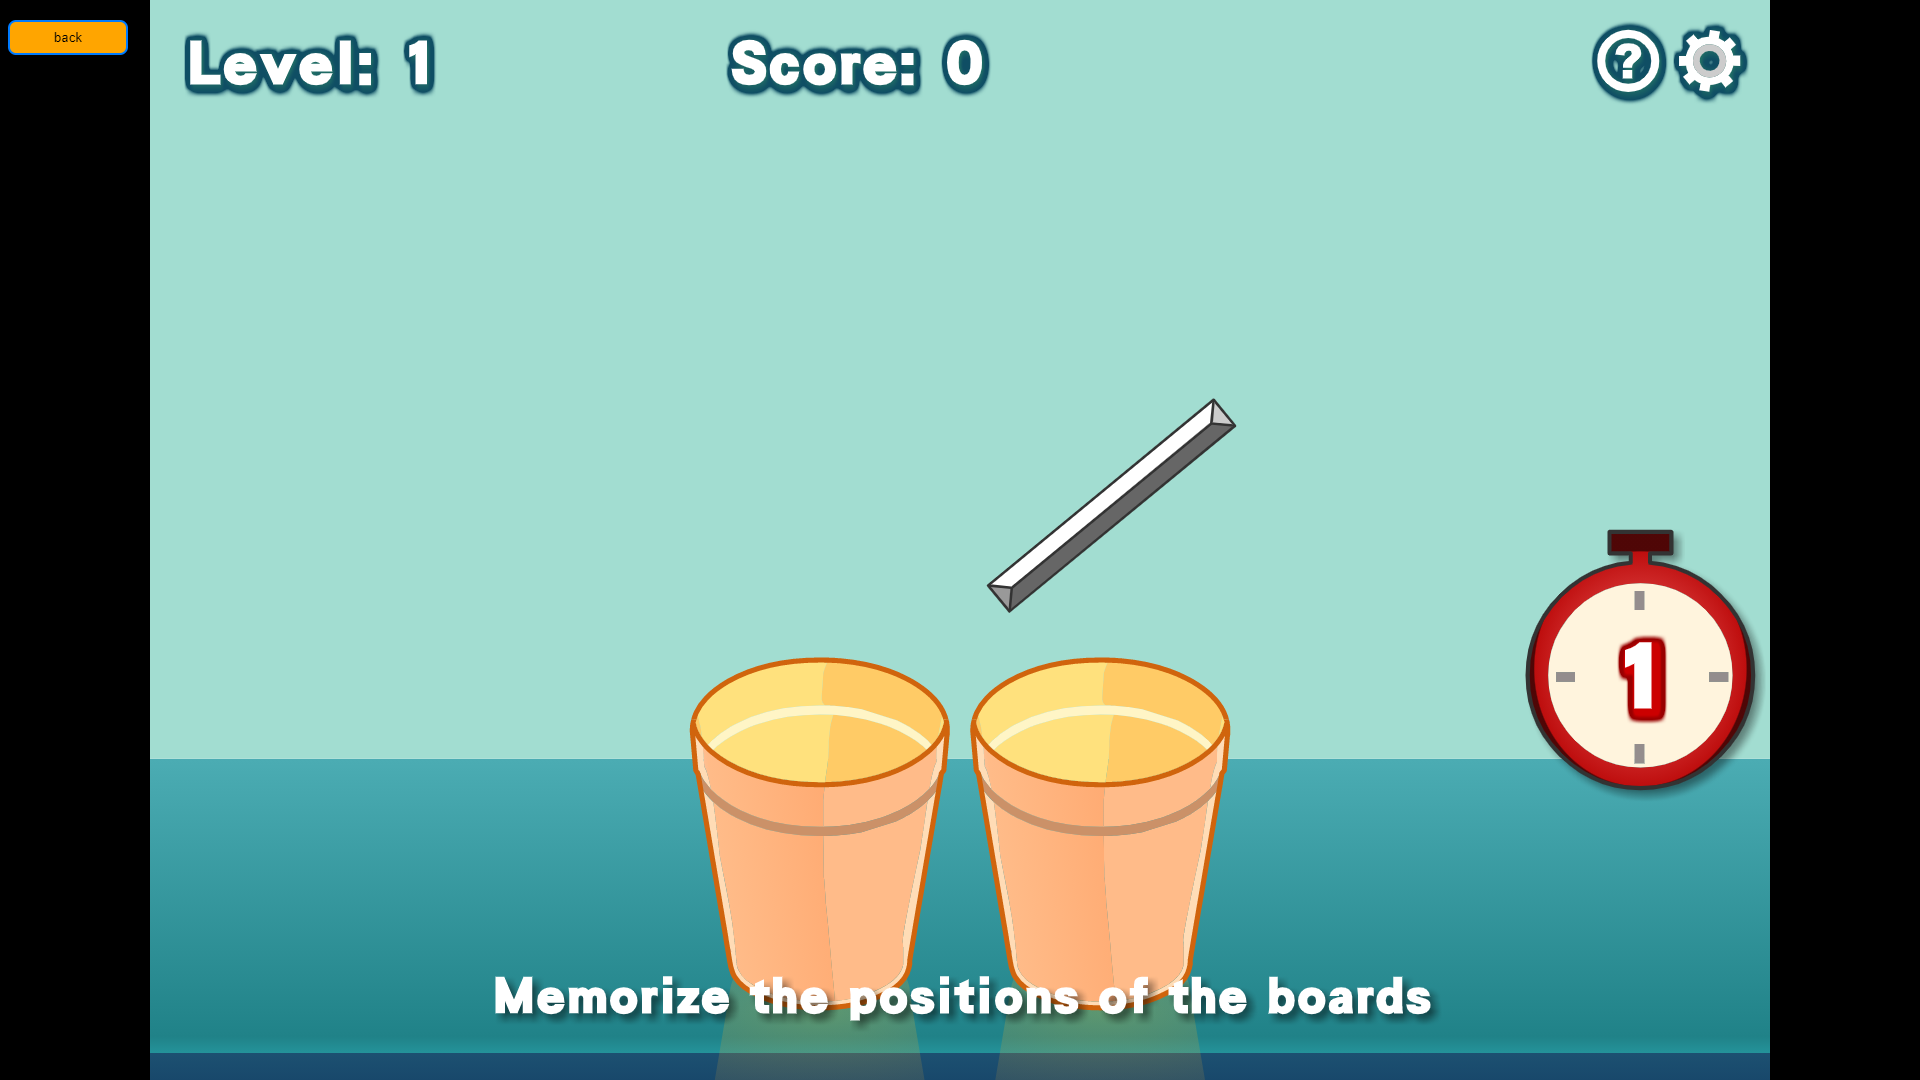 back
Level: 1
Score: 0
?
1
Memorize the positions of the boards